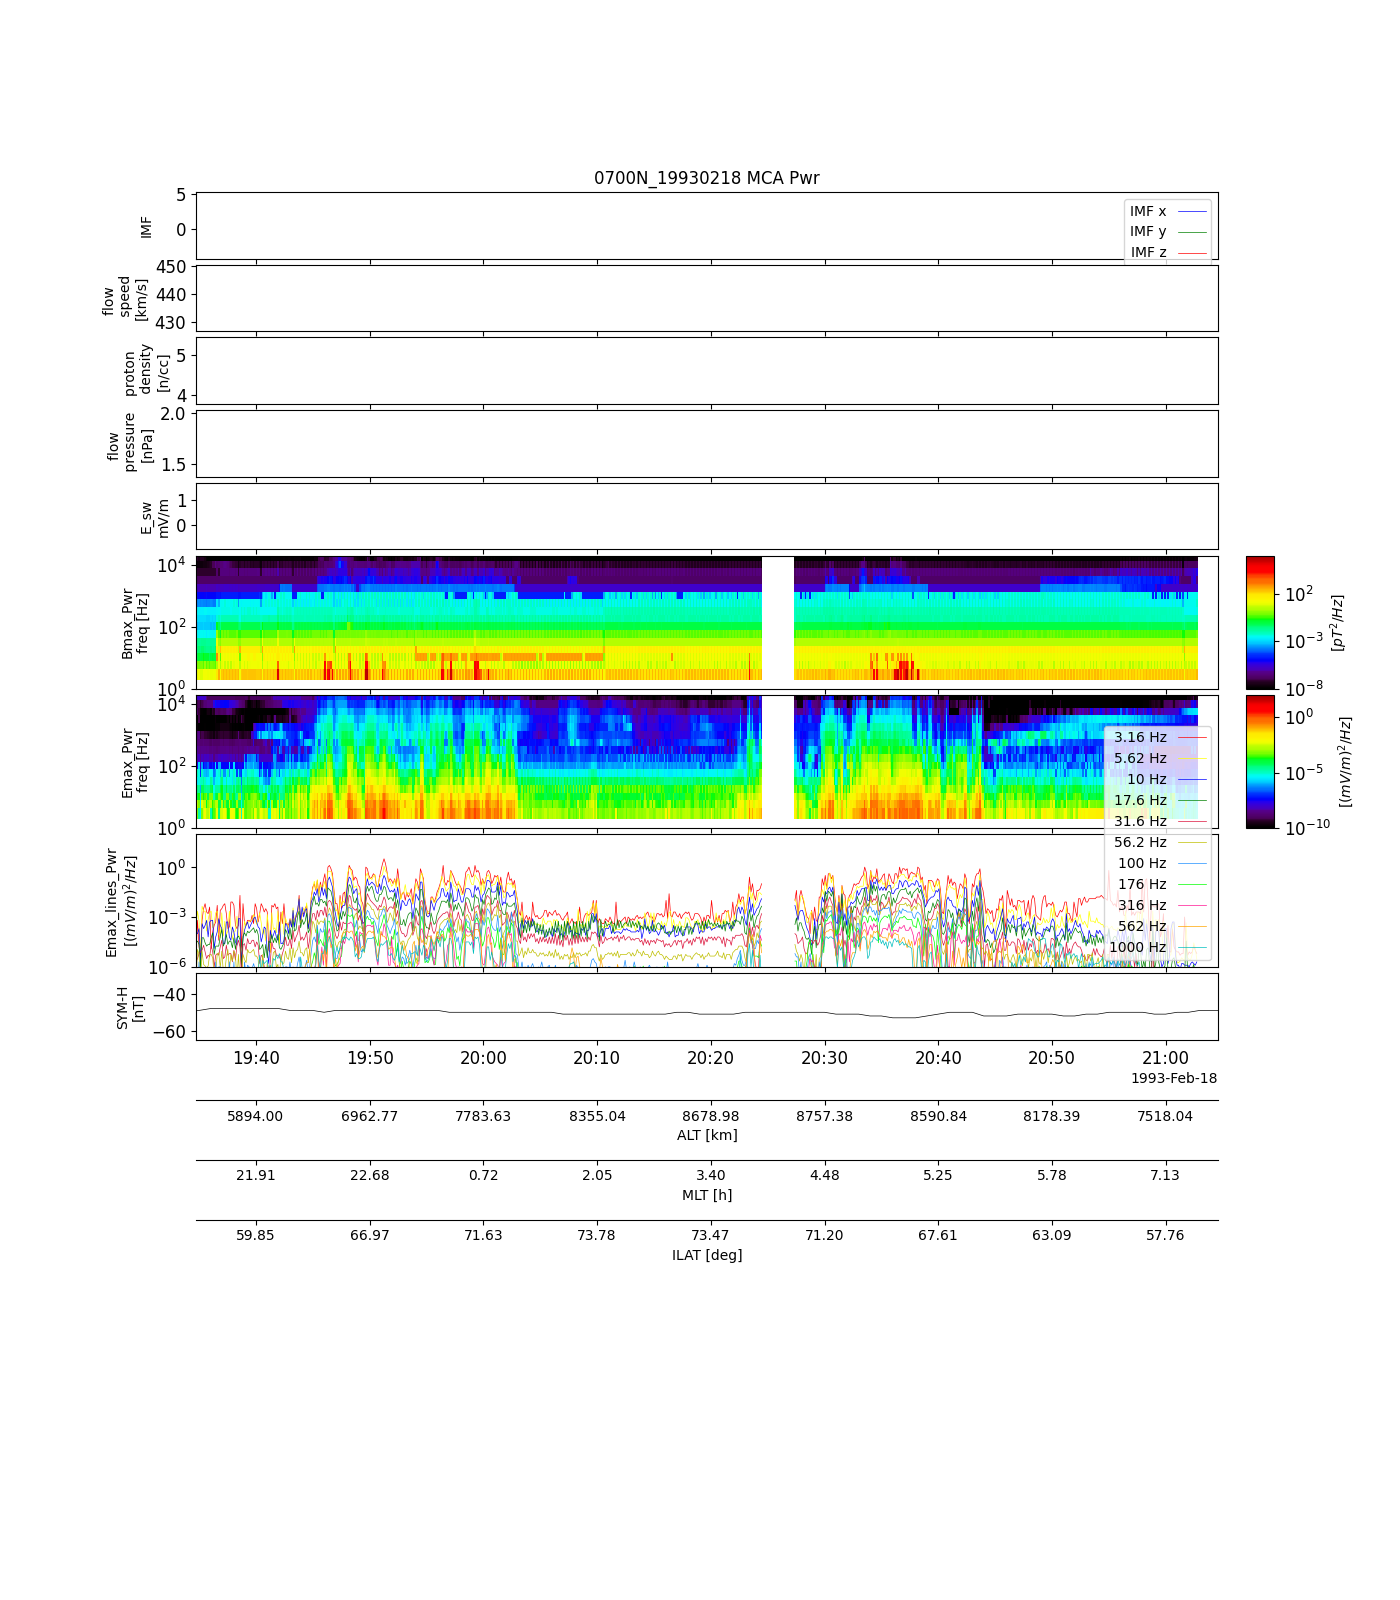 0700N_19930218 MCA Pwr
5
0
IMF
IMF x
IMF y
IMF z
450
440
430
flow
speed
[km/s]
5
4
proton
density
[n/cc]
2.0
1.5
flow
pressure
[nPa]
1
0
E_sw
mV/m
10^4
10^2
10^0
Bmax_Pwr
freq [Hz]
10^2
10^-3
10^-8
[pT^2/Hz]
10^4
10^2
10^0
Emax_Pwr
freq [Hz]
10^0
10^-5
10^-10
[(mV/m)^2/Hz]
3.16 Hz
5.62 Hz
10 Hz
17.6 Hz
31.6 Hz
56.2 Hz
100 Hz
176 Hz
316 Hz
562 Hz
1000 Hz
10^0
10^-3
10^-6
Emax_lines_Pwr
[(mV/m)^2/Hz]
−40
−60
SYM-H
[nT]
19:40 19:50 20:00 20:10 20:20 20:30 20:40 20:50 21:00
1993-Feb-18
5894.00 6962.77 7783.63 8355.04 8678.98 8757.38 8590.84 8178.39 7518.04
ALT [km]
21.91 22.68 0.72 2.05 3.40 4.48 5.25 5.78 7.13
MLT [h]
59.85 66.97 71.63 73.78 73.47 71.20 67.61 63.09 57.76
ILAT [deg]